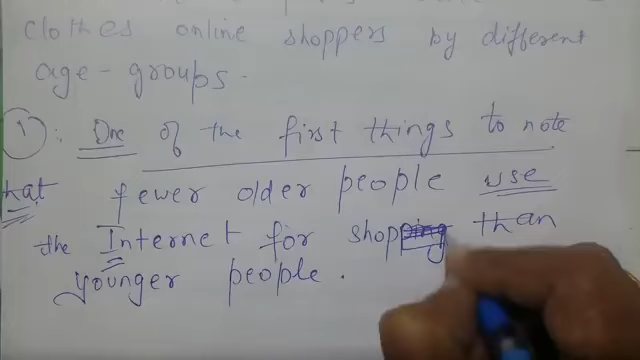 clothes online shoppers by different
age-groups.
1: One of the first things to note
that fewer older people use
the Internet for shopping than
younger people.